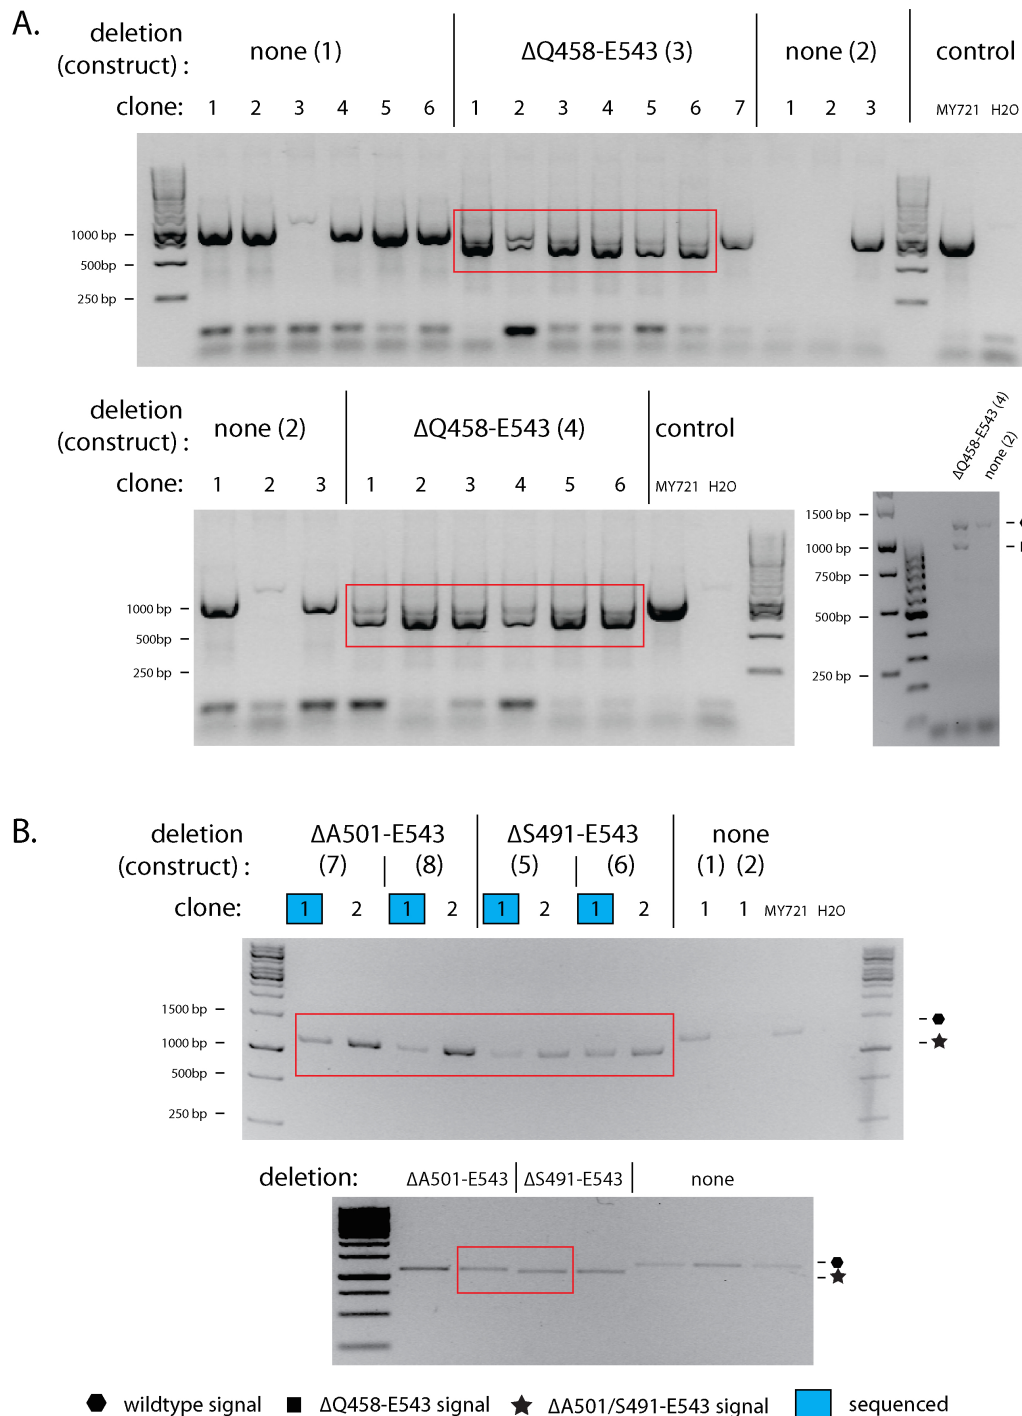 A.
deletion
(construct) :
none (1)
ΔQ458-E543 (3)
none (2)
control
clone:
1 2 3 4 5 6 1 2 3 4 5 6 7 1 2 3 MY721 H2O
1000 bp
500bp
250 bp
deletion
(construct) :
none (2)
ΔQ458-E543 (4)
control
clone:
1 2 3 1 2 3 4 5 6 MY721 H2O
1000 bp
500bp
250 bp
ΔQ458-E543 (4)
none (2)
1500 bp
1000 bp
750bp
500bp
250 bp
B.
deletion
(construct) :
ΔA501-E543
ΔS491-E543
none
(7) (8) (5) (6) (1) (2)
clone:
1 2 1 2 1 2 1 2 1 1 MY721 H2O
1500 bp
1000 bp
500bp
250 bp
deletion:
ΔA501-E543 ΔS491-E543 none
wildtype signal ΔQ458-E543 signal ΔA501/S491-E543 signal sequenced